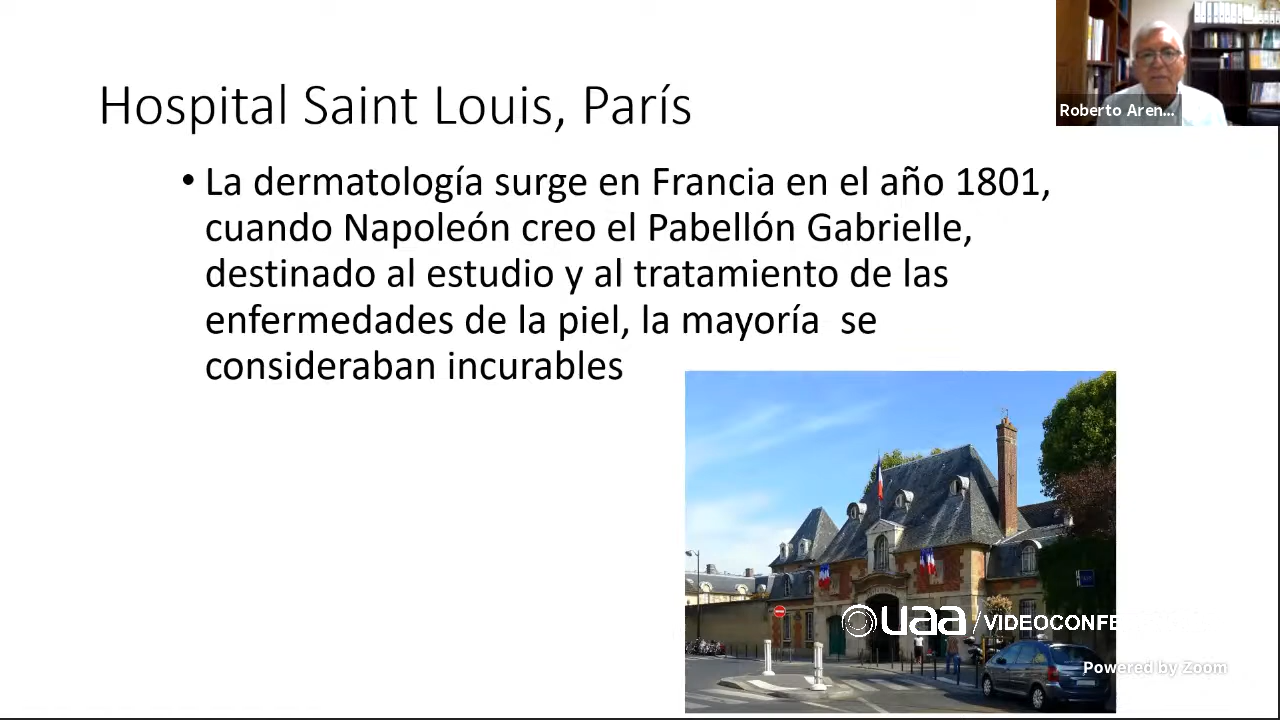 Hospital Saint Louis, París
Roberto Aren...
• La dermatología surge en Francia en el año 1801,
cuando Napoleón creo el Pabellón Gabrielle,
destinado al estudio y al tratamiento de las
enfermedades de la piel, la mayoría  se
consideraban incurables
uaa / VIDEOCONFE
Powered by Zoom